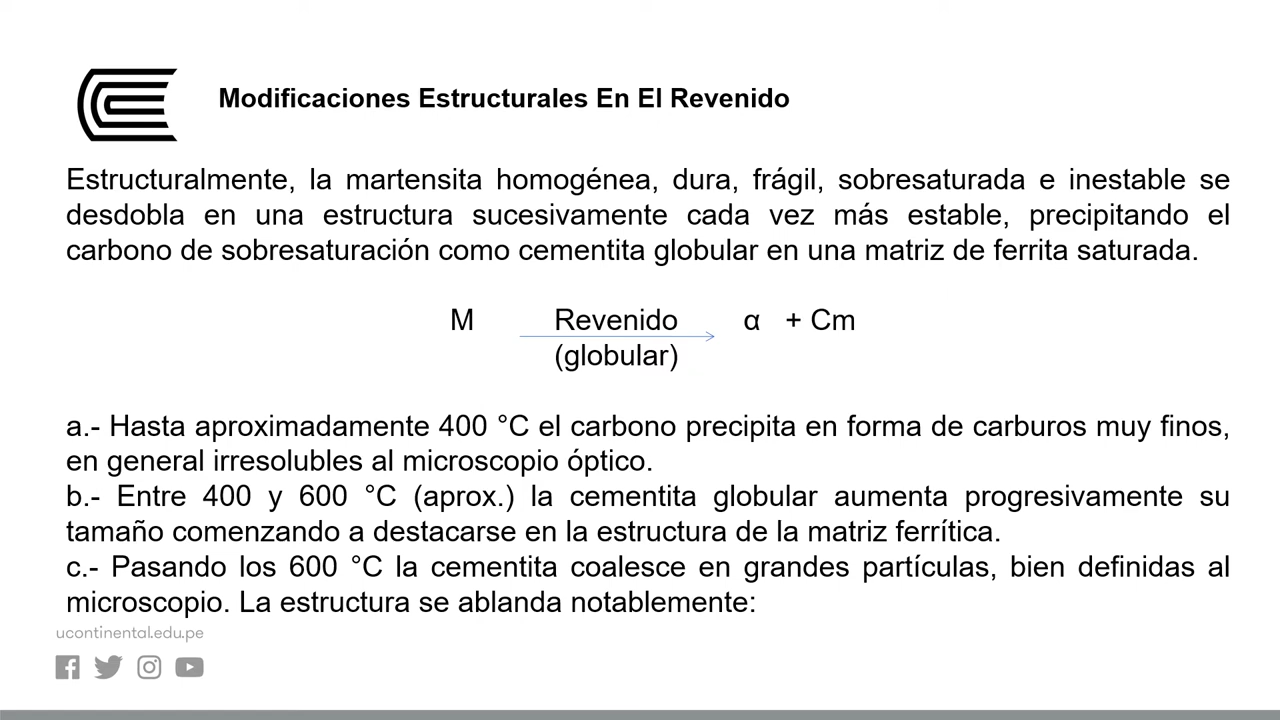 Modificaciones Estructurales En El Revenido
Estructuralmente, la martensita homogénea, dura, frágil, sobresaturada e inestable se
desdobla en una estructura sucesivamente cada vez más estable, precipitando el
carbono de sobresaturación como cementita globular en una matriz de ferrita saturada.
M Revenido α + Cm
(globular)
a.- Hasta aproximadamente 400 °C el carbono precipita en forma de carburos muy finos,
en general irresolubles al microscopio óptico.
b.- Entre 400 y 600 °C (aprox.) la cementita globular aumenta progresivamente su
tamaño comenzando a destacarse en la estructura de la matriz ferrítica.
c.- Pasando los 600 °C la cementita coalesce en grandes partículas, bien definidas al
microscopio. La estructura se ablanda notablemente:
ucontinental.edu.pe